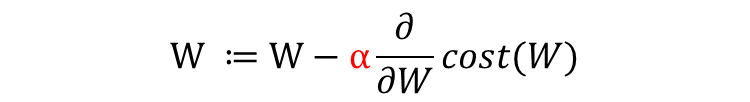 W := W − α ∂/∂W cost(W)